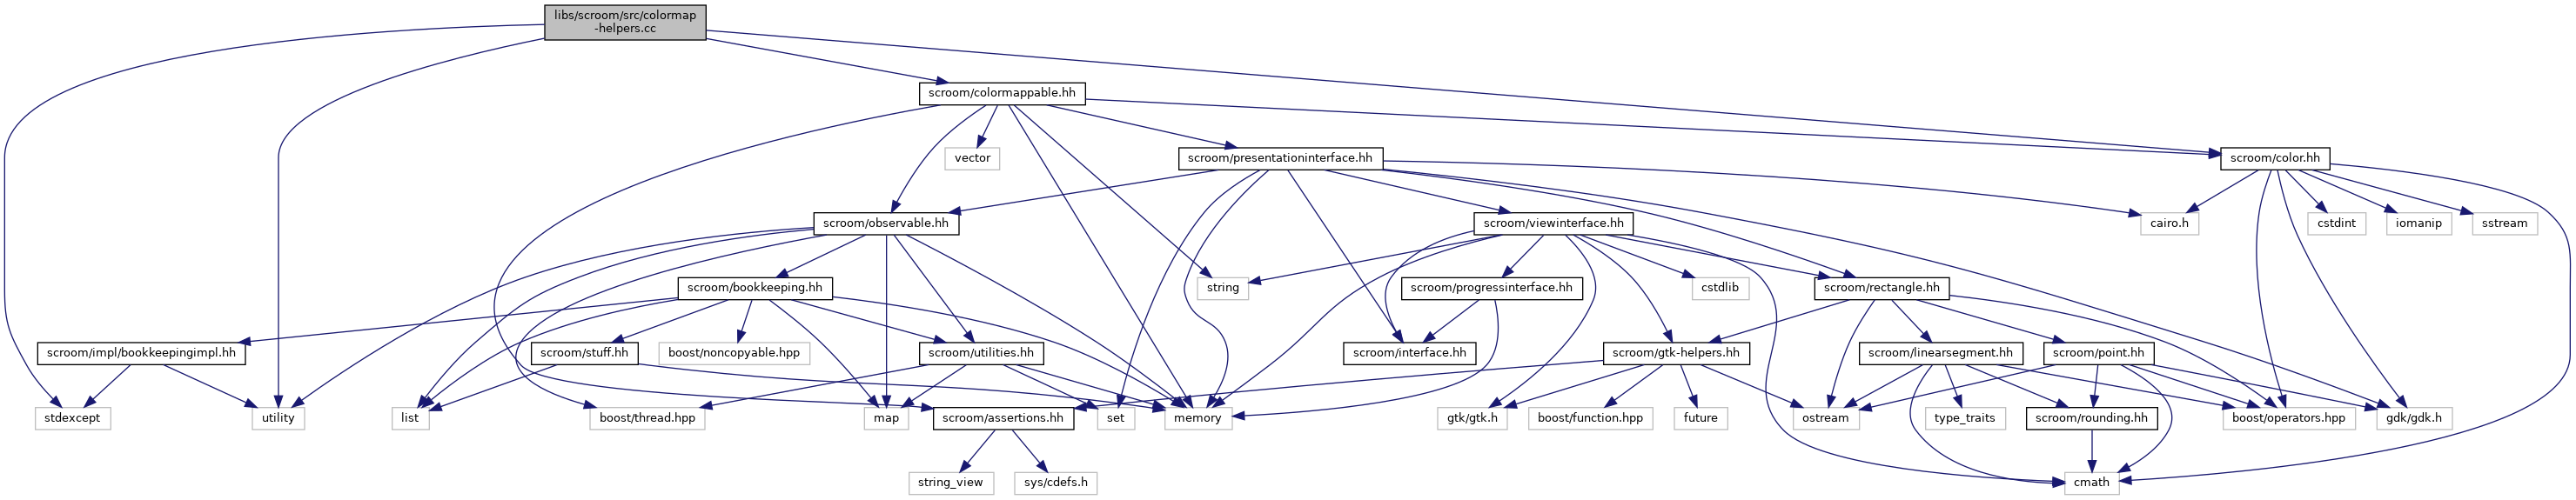 libs/scroom/src/colormap
-helpers.cc
scroom/colormappable.hh
vector
scroom/presentationinterface.hh
scroom/color.hh
scroom/observable.hh
scroom/viewinterface.hh
cairo.h
cstdint
iomanip
sstream
scroom/bookkeeping.hh
string
scroom/progressinterface.hh
cstdlib
scroom/rectangle.hh
scroom/impl/bookkeepingimpl.hh
scroom/stuff.hh
boost/noncopyable.hpp
scroom/utilities.hh
scroom/interface.hh
scroom/gtk-helpers.hh
scroom/linearsegment.hh
scroom/point.hh
stdexcept
utility
list
boost/thread.hpp
map
scroom/assertions.hh
set
memory
gtk/gtk.h
boost/function.hpp
future
ostream
type_traits
scroom/rounding.hh
boost/operators.hpp
gdk/gdk.h
string_view
sys/cdefs.h
cmath